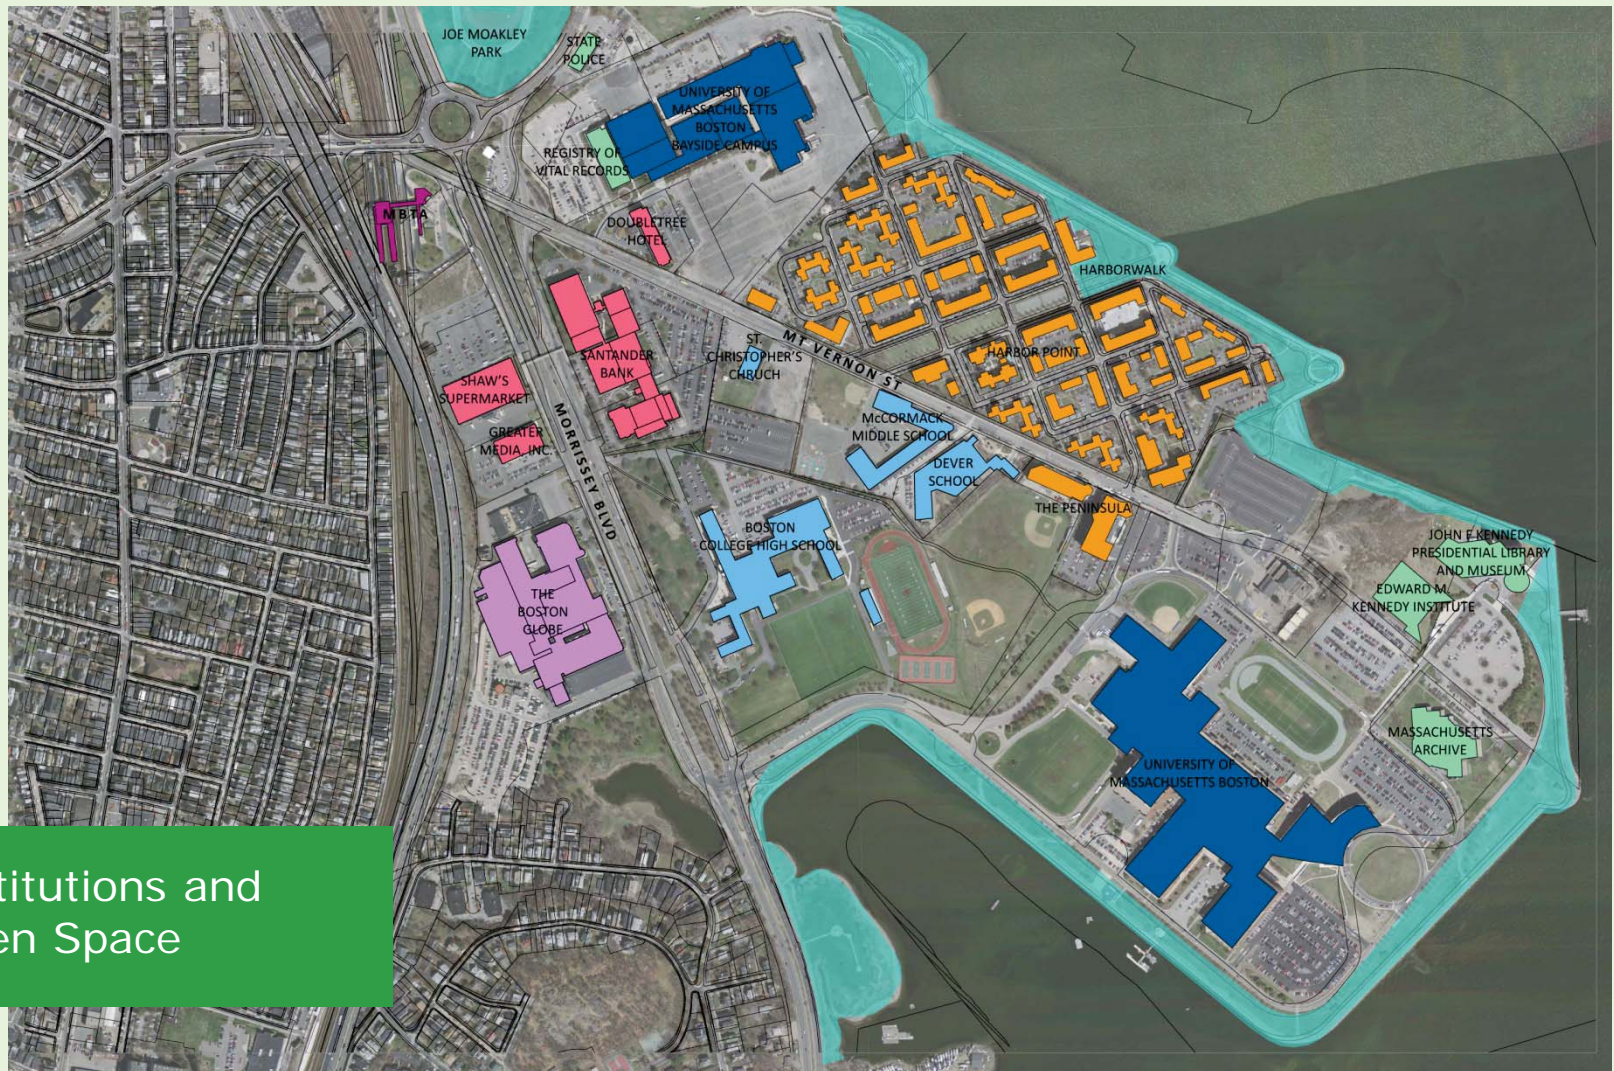 JOE MOAKLEY
PARK
STATE
POLICE
UNIVERSITY OF
MASSACHUSETTS
BOSTON
BAYSIDE CAMPUS
REGISTRY OF
VITAL RECORDS
MBTA
DOUBLETREE
HOTEL
HARBORWALK
MT VERNON ST
ST.
CHRISTOPHER'S
CHRUCH
SANTANDER
BANK
HARBOR POINT
SHAW'S
SUPERMARKET
GREATER
MEDIA, INC.
MORRISSEY BLVD
McCORMACK
MIDDLE SCHOOL
DEVER
SCHOOL
THE PENINSULA
BOSTON
COLLEGE HIGH SCHOOL
JOHN F KENNEDY
PRESIDENTIAL LIBRARY
AND MUSEUM
EDWARD M.
KENNEDY INSTITUTE
THE
BOSTON
GLOBE
MASSACHUSETTS
ARCHIVE
UNIVERSITY OF
MASSACHUSETTS BOSTON
titutions and
en Space